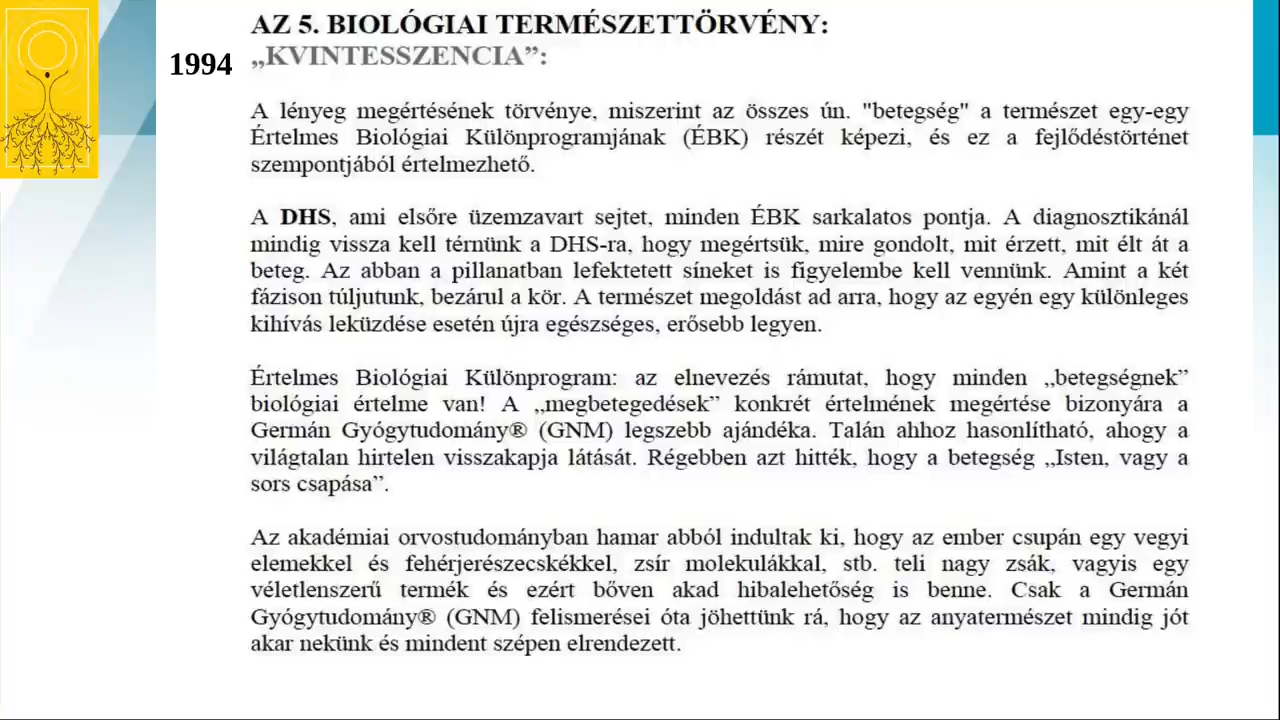 AZ 5. BIOLÓGIAI TERMÉSZETTÖRVÉNY:
1994 „KVINTESSZENCIA”:
A lényeg megértésének törvénye, miszerint az összes ún. "betegség" a természet egy-egy
Értelmes Biológiai Különprogramjának (ÉBK) részét képezi, és ez a fejlődéstörténet
szempontjából értelmezhető.
A DHS, ami elsőre üzemzavart sejtet, minden ÉBK sarkalatos pontja. A diagnosztikánál
mindig vissza kell térnünk a DHS-ra, hogy megértsük, mire gondolt, mit érzett, mit élt át a
beteg. Az abban a pillanatban lefektetett síneket is figyelembe kell vennünk. Amint a két
fázison túljutunk, bezárul a kör. A természet megoldást ad arra, hogy az egyén egy különleges
kihívás leküzdése esetén újra egészséges, erősebb legyen.
Értelmes Biológiai Különprogram: az elnevezés rámutat, hogy minden „betegségnek”
biológiai értelme van! A „megbetegedések” konkrét értelmének megértése bizonyára a
Germán Gyógytudomány® (GNM) legszebb ajándéka. Talán ahhoz hasonlítható, ahogy a
világtalan hirtelen visszakapja látását. Régebben azt hitték, hogy a betegség „Isten, vagy a
sors csapása”.
Az akadémiai orvostudományban hamar abból indultak ki, hogy az ember csupán egy vegyi
elemekkel és fehérjerészecskékkel, zsír molekulákkal, stb. teli nagy zsák, vagyis egy
véletlenszerű termék és ezért bőven akad hibalehetőség is benne. Csak a Germán
Gyógytudomány® (GNM) felismerései óta jöhettünk rá, hogy az anyatermészet mindig jót
akar nekünk és mindent szépen elrendezett.